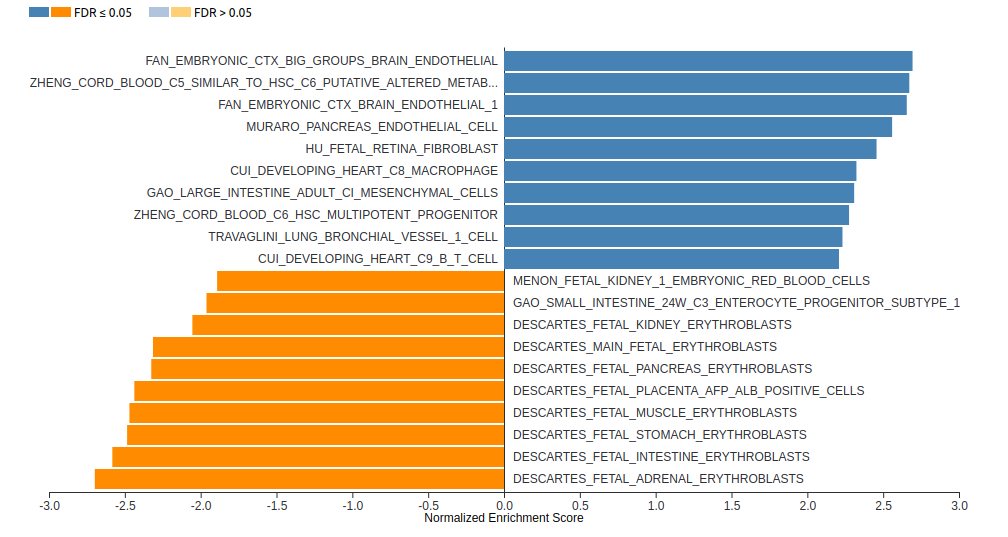 FDR ≤ 0.05 FDR > 0.05
FAN_EMBRYONIC_CTX_BIG_GROUPS_BRAIN_ENDOTHELIAL
ZHENG_CORD_BLOOD_C5_SIMILAR_TO_HSC_C6_PUTATIVE_ALTERED_METAB...
FAN_EMBRYONIC_CTX_BRAIN_ENDOTHELIAL_1
MURARO_PANCREAS_ENDOTHELIAL_CELL
HU_FETAL_RETINA_FIBROBLAST
CUI_DEVELOPING_HEART_C8_MACROPHAGE
GAO_LARGE_INTESTINE_ADULT_CI_MESENCHYMAL_CELLS
ZHENG_CORD_BLOOD_C6_HSC_MULTIPOTENT_PROGENITOR
TRAVAGLINI_LUNG_BRONCHIAL_VESSEL_1_CELL
CUI_DEVELOPING_HEART_C9_B_T_CELL
MENON_FETAL_KIDNEY_1_EMBRYONIC_RED_BLOOD_CELLS
GAO_SMALL_INTESTINE_24W_C3_ENTEROCYTE_PROGENITOR_SUBTYPE_1
DESCARTES_FETAL_KIDNEY_ERYTHROBLASTS
DESCARTES_MAIN_FETAL_ERYTHROBLASTS
DESCARTES_FETAL_PANCREAS_ERYTHROBLASTS
DESCARTES_FETAL_PLACENTA_AFP_ALB_POSITIVE_CELLS
DESCARTES_FETAL_MUSCLE_ERYTHROBLASTS
DESCARTES_FETAL_STOMACH_ERYTHROBLASTS
DESCARTES_FETAL_INTESTINE_ERYTHROBLASTS
DESCARTES_FETAL_ADRENAL_ERYTHROBLASTS
-3.0 -2.5 -2.0 -1.5 -1.0 -0.5 0.0 0.5 1.0 1.5 2.0 2.5 3.0
Normalized Enrichment Score